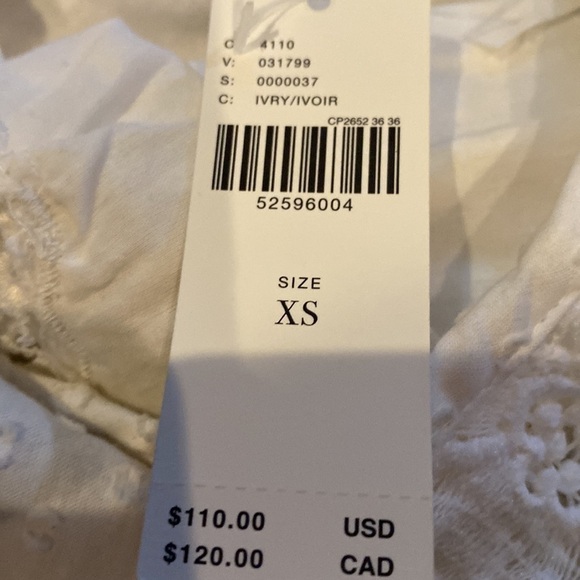 C: 4110
V: 031799
S: 0000037
C: IVRY/IVOIR
CP2652 36 36
52596004
SIZE
XS
$110.00 USD
$120.00 CAD